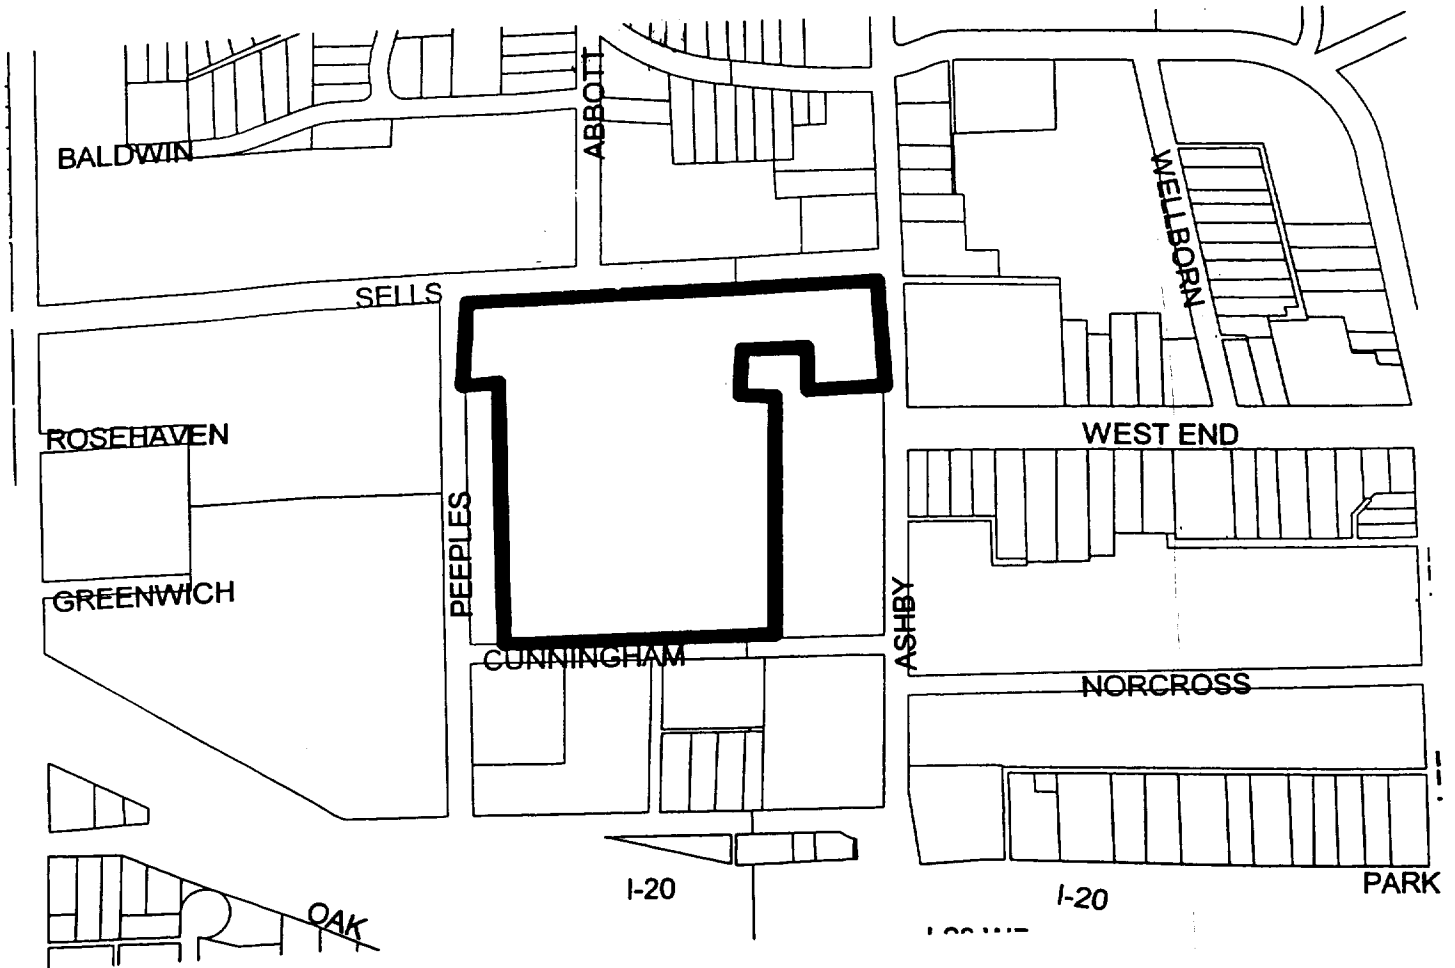 ABBOTT
BALDWIN
WELLBORN
SELLS
ROSEHAVEN
WEST END
PEEPLES
GREENWICH
ASHBY
CUNNINGHAM
NORCROSS
I-20
I-20
PARK
OAK